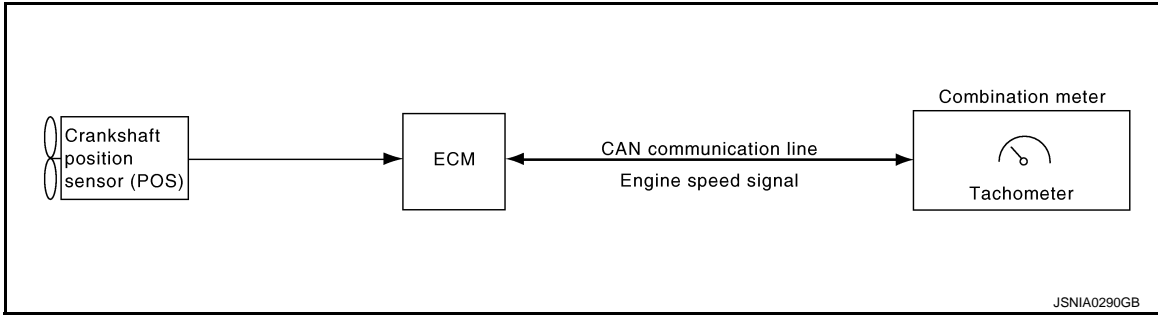 Crankshaft
position
sensor (POS)
ECM
CAN communication line
Engine speed signal
Combination meter
Tachometer
JSNIA0290GB